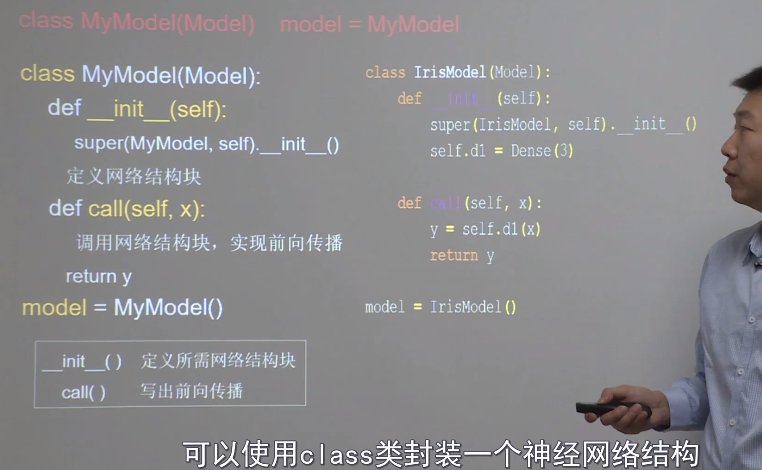 class MyModel(Model) model = MyModel
class MyModel(Model):
def __init__(self):
super(MyModel, self).__init__()
定义网络结构块
def call(self, x):
调用网络结构块，实现前向传播
return y
model = MyModel()
__init__( ) 定义所需网络结构块
call( ) 写出前向传播
class IrisModel(Model):
def __init__(self):
super(IrisModel, self).__init__()
self.d1 = Dense(3)
def call(self, x):
y = self.d1(x)
return y
model = IrisModel()
可以使用class类封装一个神经网络结构